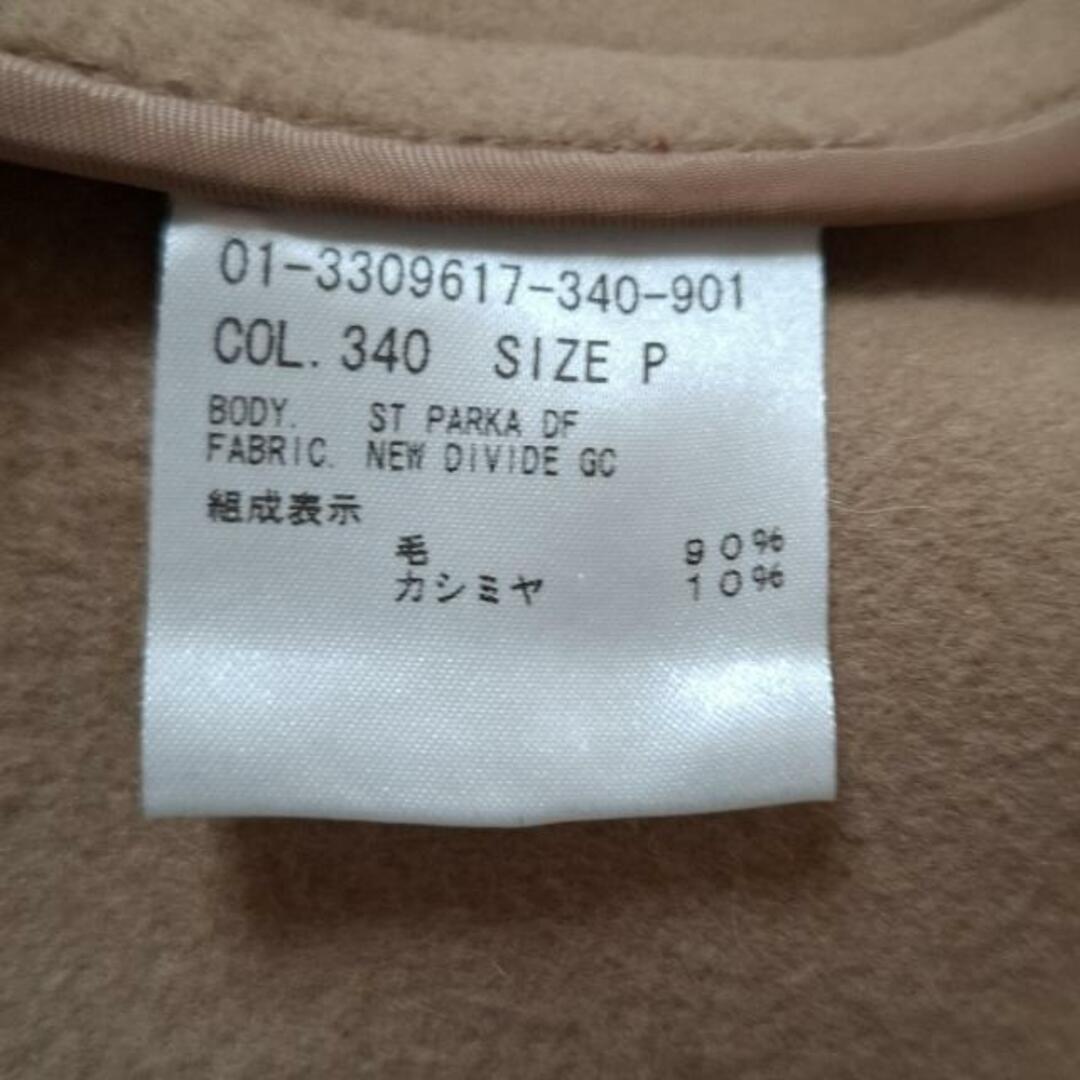 01-3309617-340-901
COL. 340 SIZE P
BODY. ST PARKA DF
FABRIC. NEW DIVIDE GC
組成表示
毛 90%
カシミヤ 10%